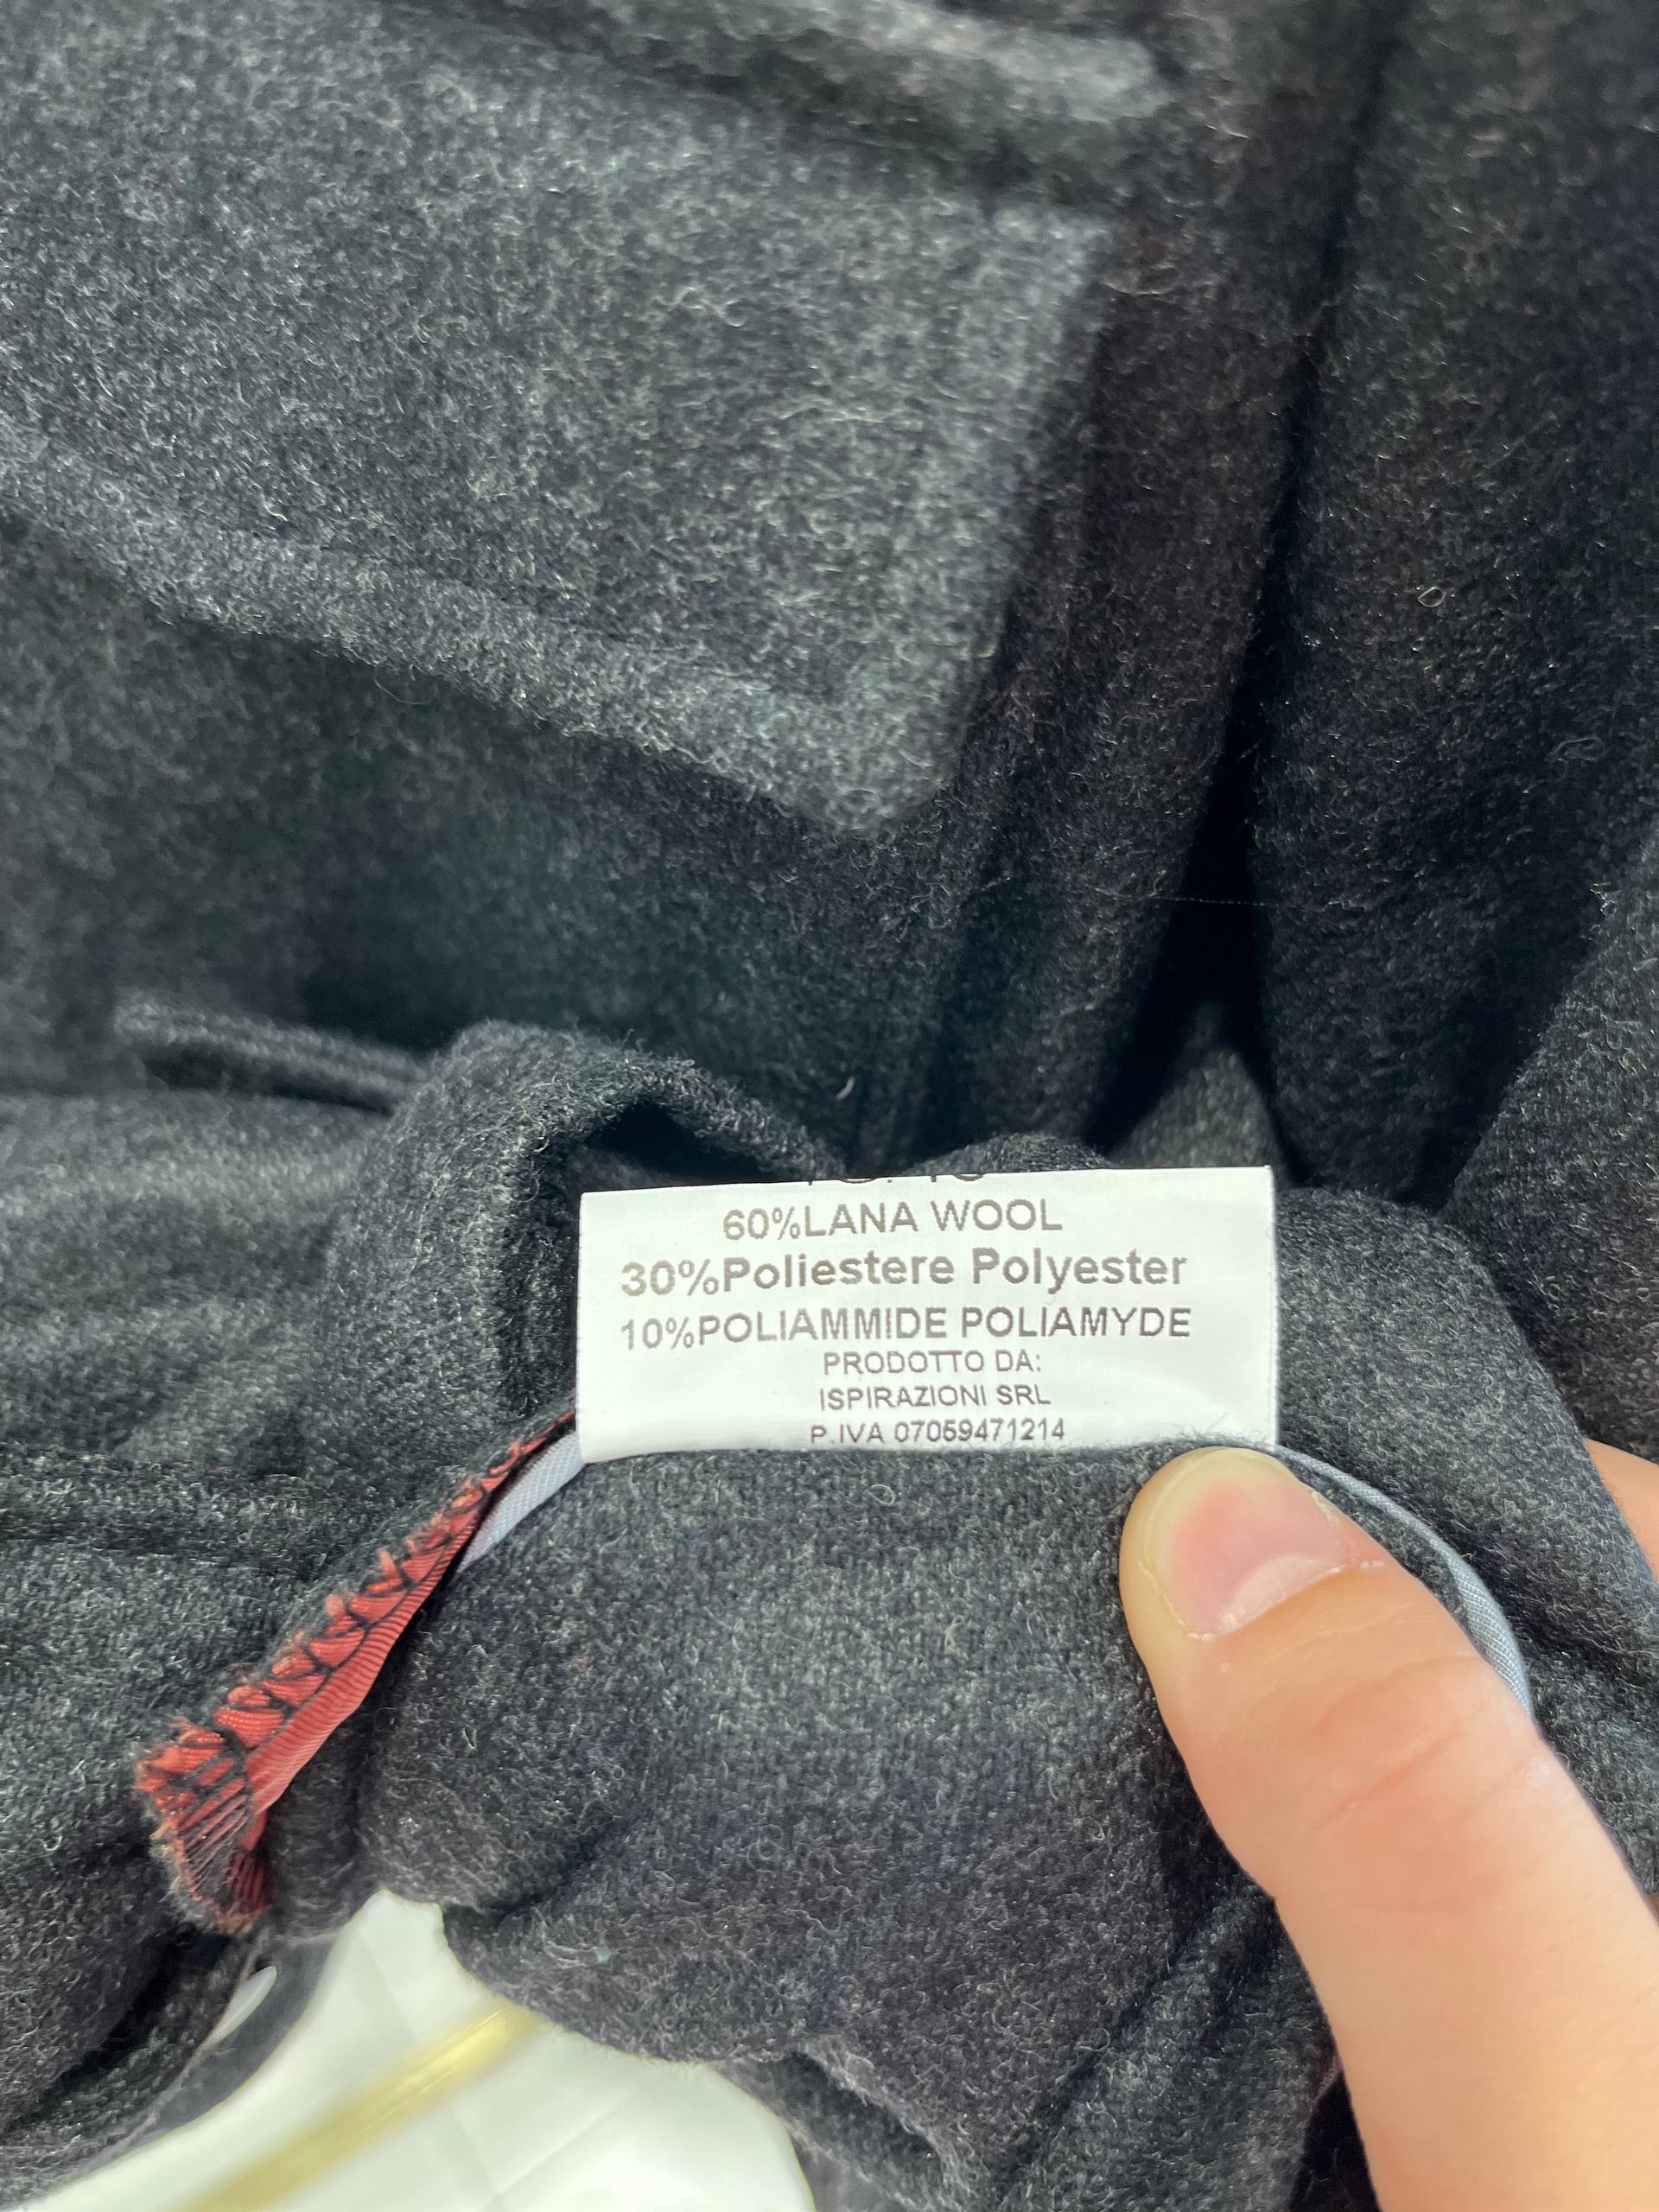 60%LANA WOOL
30%Poliestere Polyester
10%POLIAMMIDE POLIAMYDE
PRODOTTO DA:
ISPIRAZIONI SRL
P.IVA 07059471214